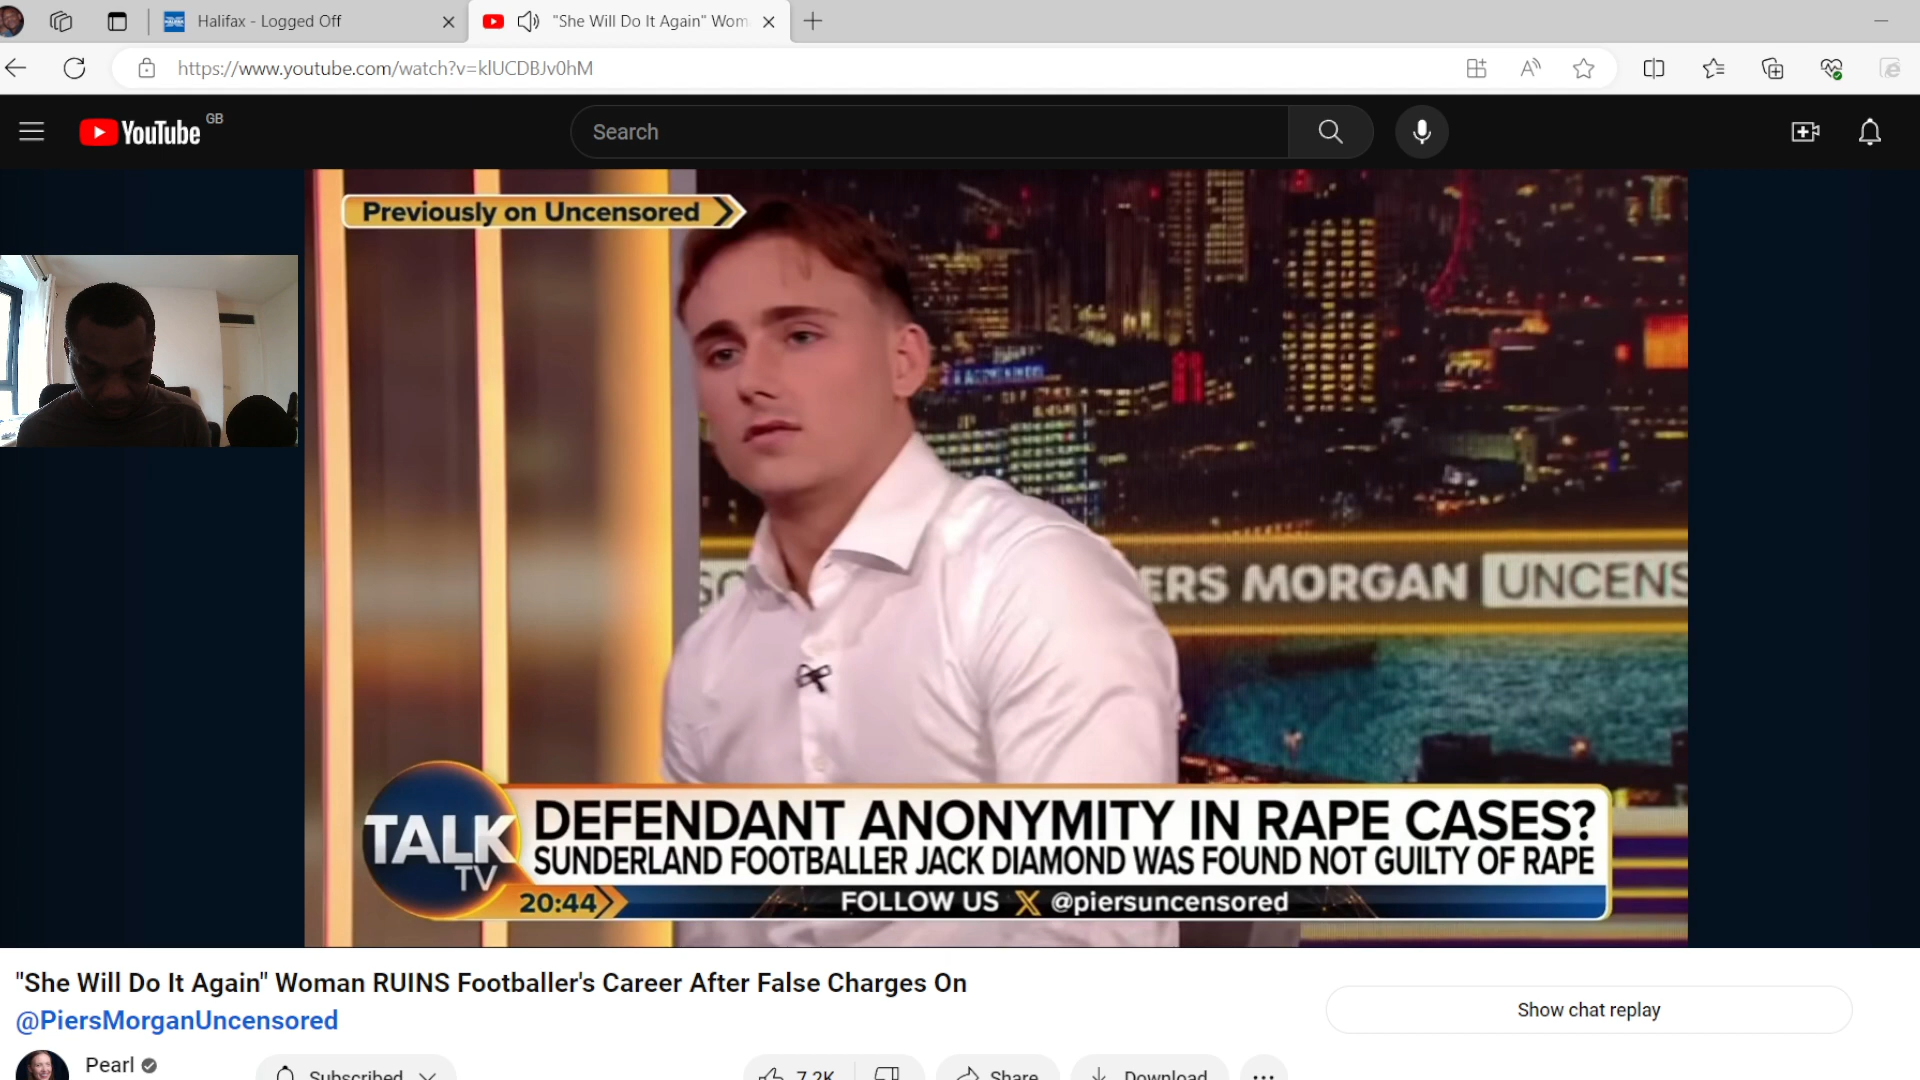 Halifax - Logged Off
"She Will Do It Again" Wom
https://www.youtube.com/watch?v=klUCDBJv0hM
YouTube GB
Search
Previously on Uncensored
ERS MORGAN UNCENS
TALK TV
DEFENDANT ANONYMITY IN RAPE CASES?
SUNDERLAND FOOTBALLER JACK DIAMOND WAS FOUND NOT GUILTY OF RAPE
20:44
FOLLOW US X @piersuncensored
"She Will Do It Again" Woman RUINS Footballer's Career After False Charges On
@PiersMorganUncensored
Show chat replay
Pearl
Subscribed
7.2K
Share
Download